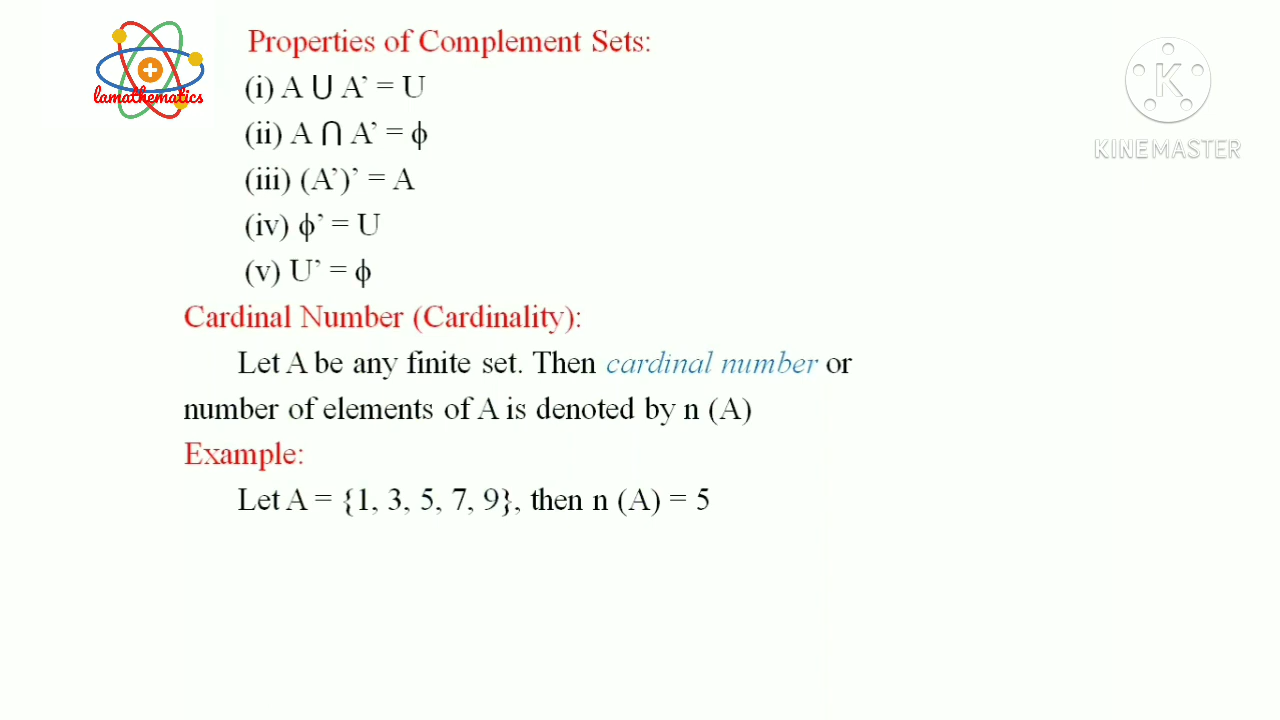 Properties of Complement Sets:
lamathematics
(i) A ⋃ A’ = U
(ii) A ⋂ A’ = ϕ
KINEMASTER
(iii) (A’)’ = A
(iv) ϕ’ = U
(v) U’ = ϕ
Cardinal Number (Cardinality):
Let A be any finite set. Then cardinal number or
number of elements of A is denoted by n (A)
Example:
Let A = {1, 3, 5, 7, 9}, then n (A) = 5